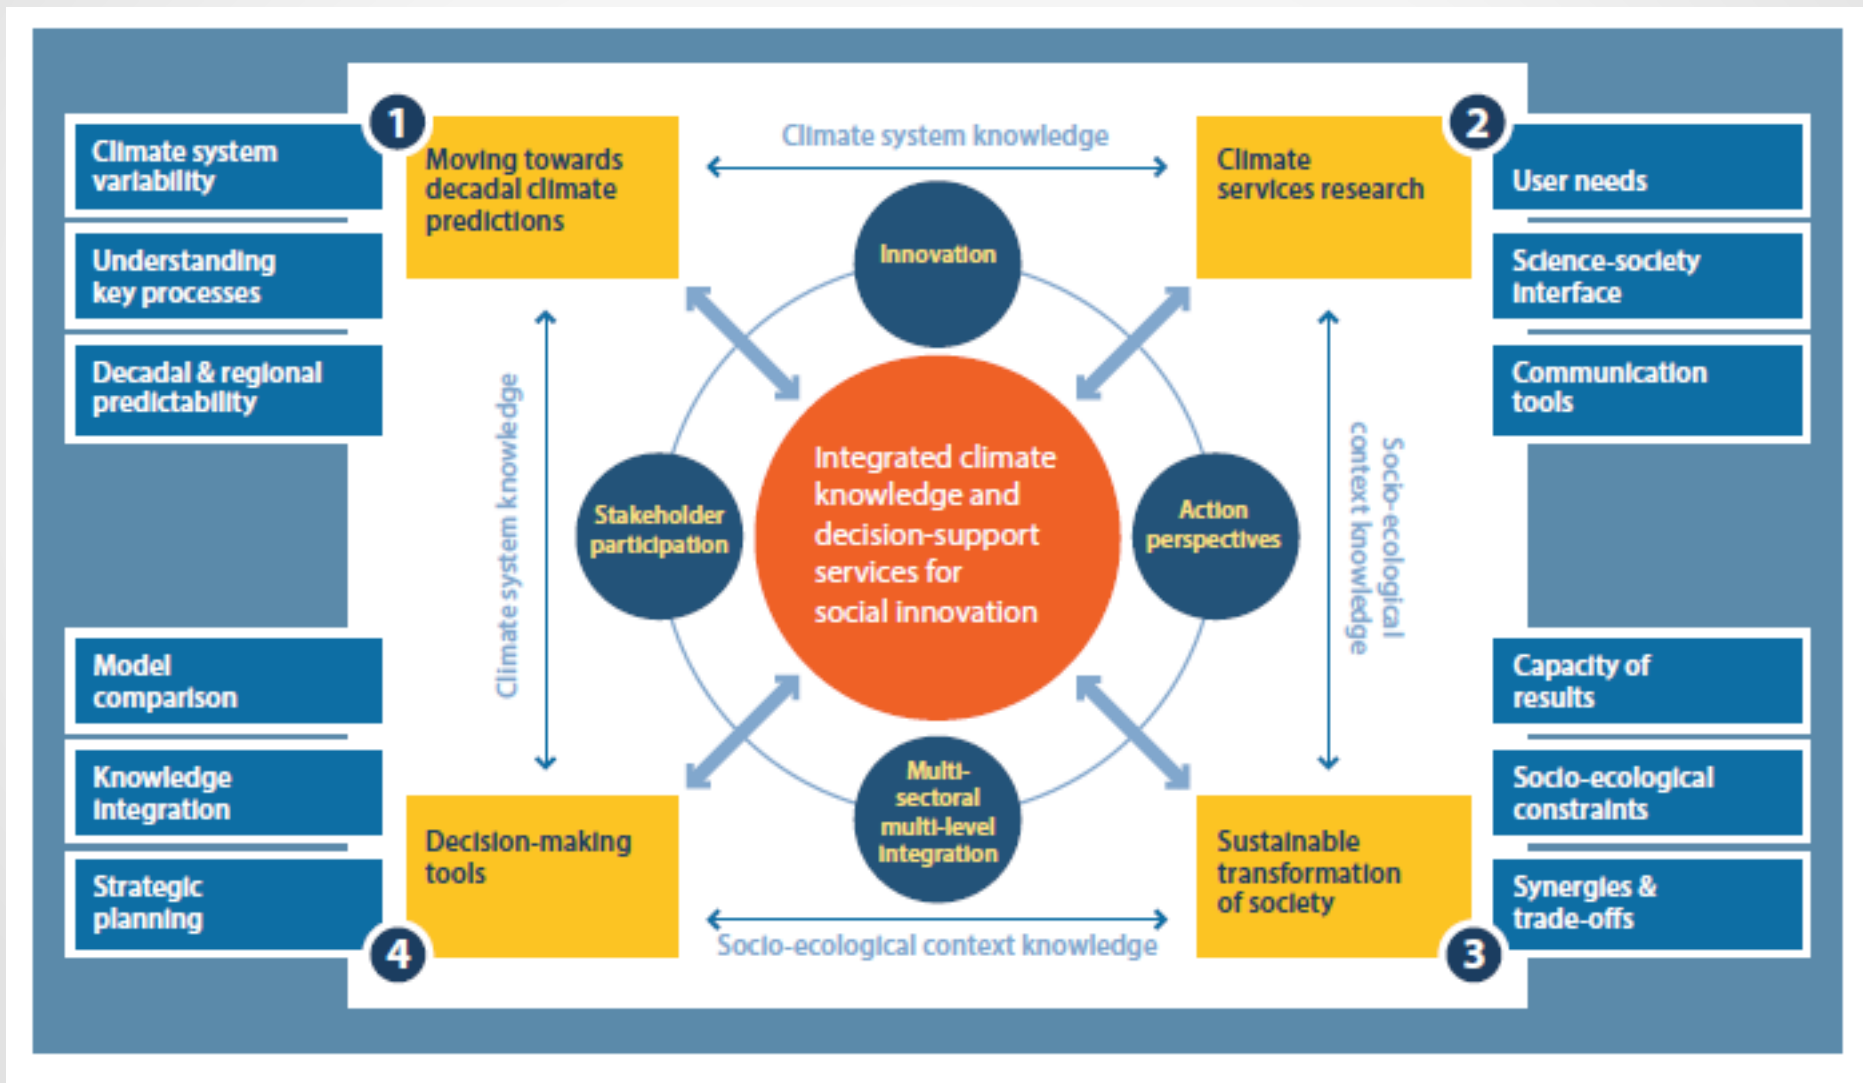 1
Climate system
variability
Understanding
key processes
Decadal & regional
predictability
Moving towards
decadal climate
predictions
Climate system knowledge
2
Climate
services research
User needs
Science-society
interface
Communication
tools
Innovation
Climate system knowledge
Stakeholder
participation
Integrated climate
knowledge and
decision-support
services for
social innovation
Action
perspectives
Socio-ecological
context knowledge
Model
comparison
Knowledge
integration
Strategic
planning
4
Decision-making
tools
Multi-
sectoral
multi-level
integration
Socio-ecological context knowledge
Sustainable
transformation
of society
3
Capacity of
results
Socio-ecological
constraints
Synergies &
trade-offs